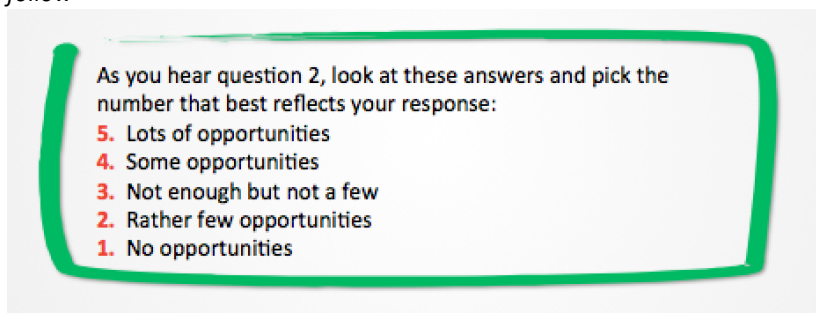 As you hear question 2, look at these answers and pick the
number that best reflects your response:
5. Lots of opportunities
4. Some opportunities
3. Not enough but not a few
2. Rather few opportunities
1. No opportunities